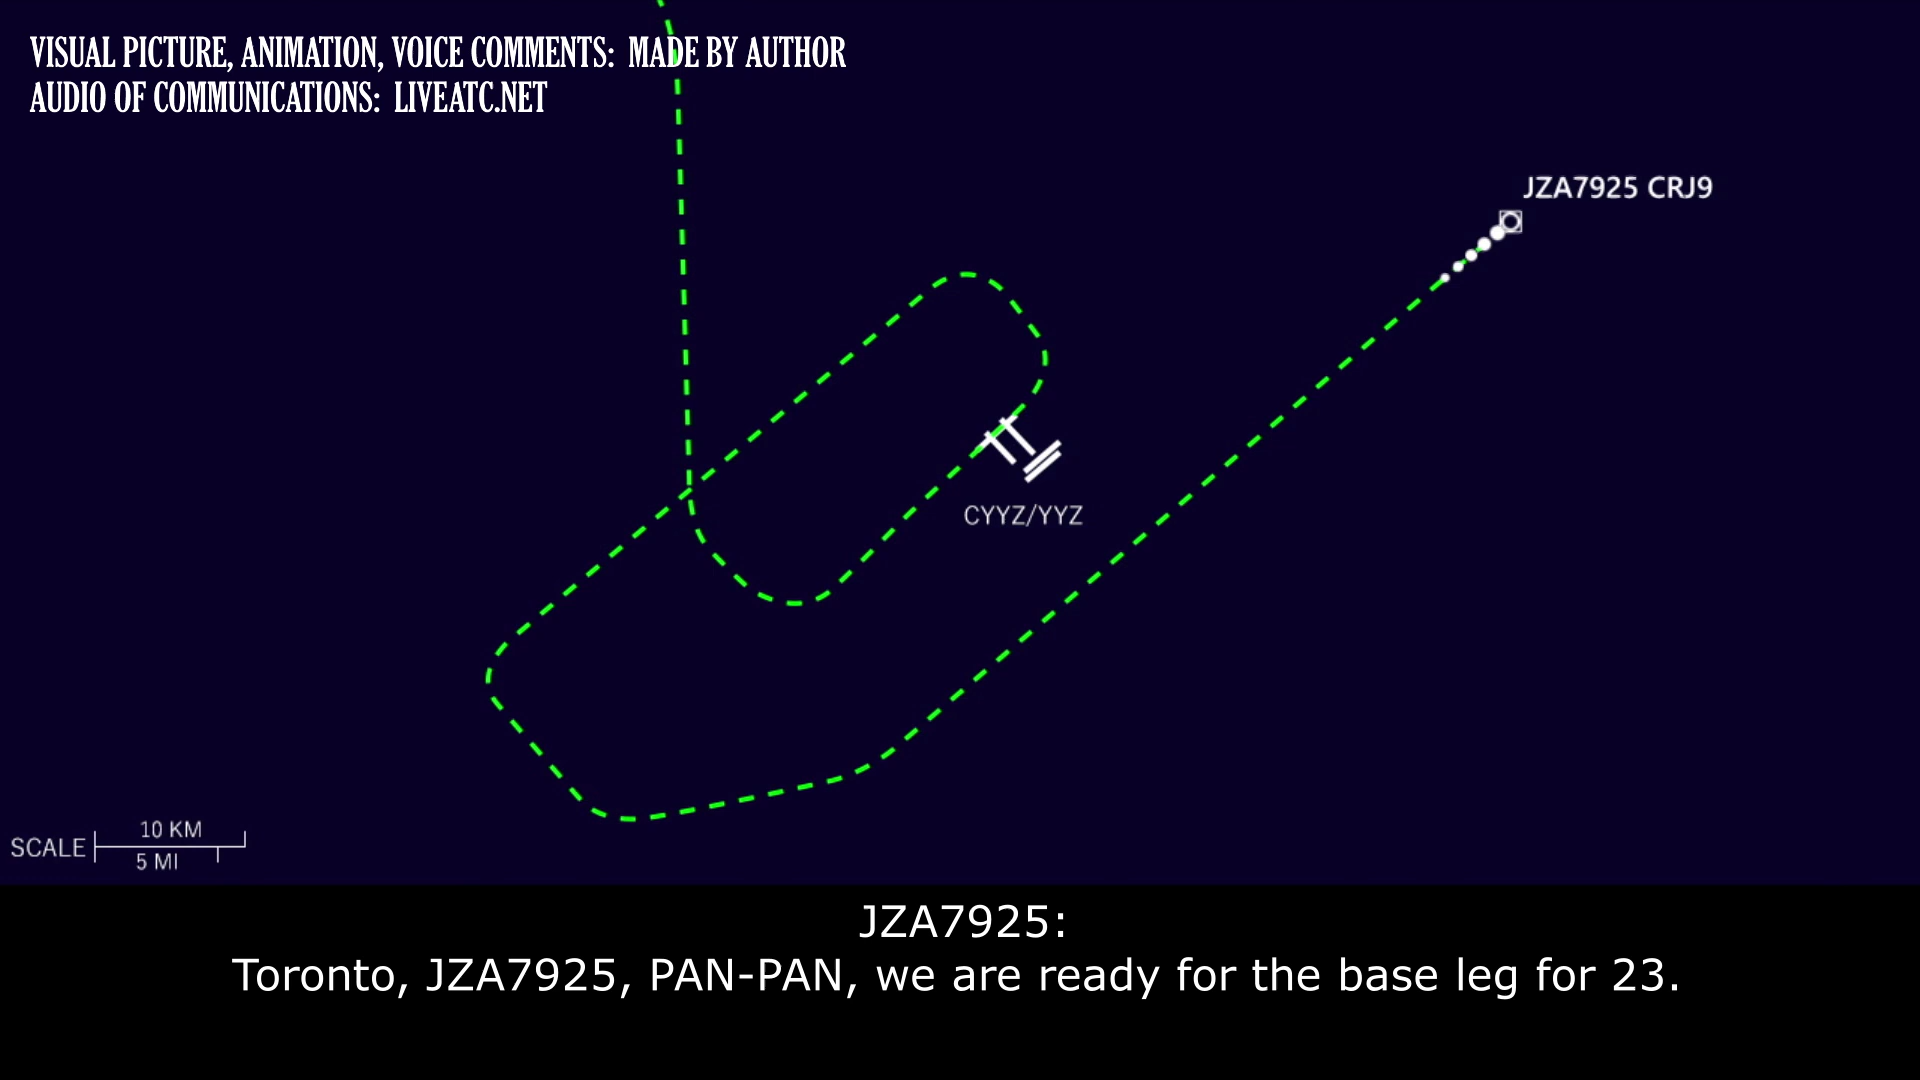 VISUAL PICTURE, ANIMATION, VOICE COMMENTS: MADE BY AUTHOR
AUDIO OF COMMUNICATIONS: LIVEATC.NET
JZA7925 CRJ9
CYYZ/YYZ
10 KM
SCALE
5 MI
JZA7925:
Toronto, JZA7925, PAN-PAN, we are ready for the base leg for 23.